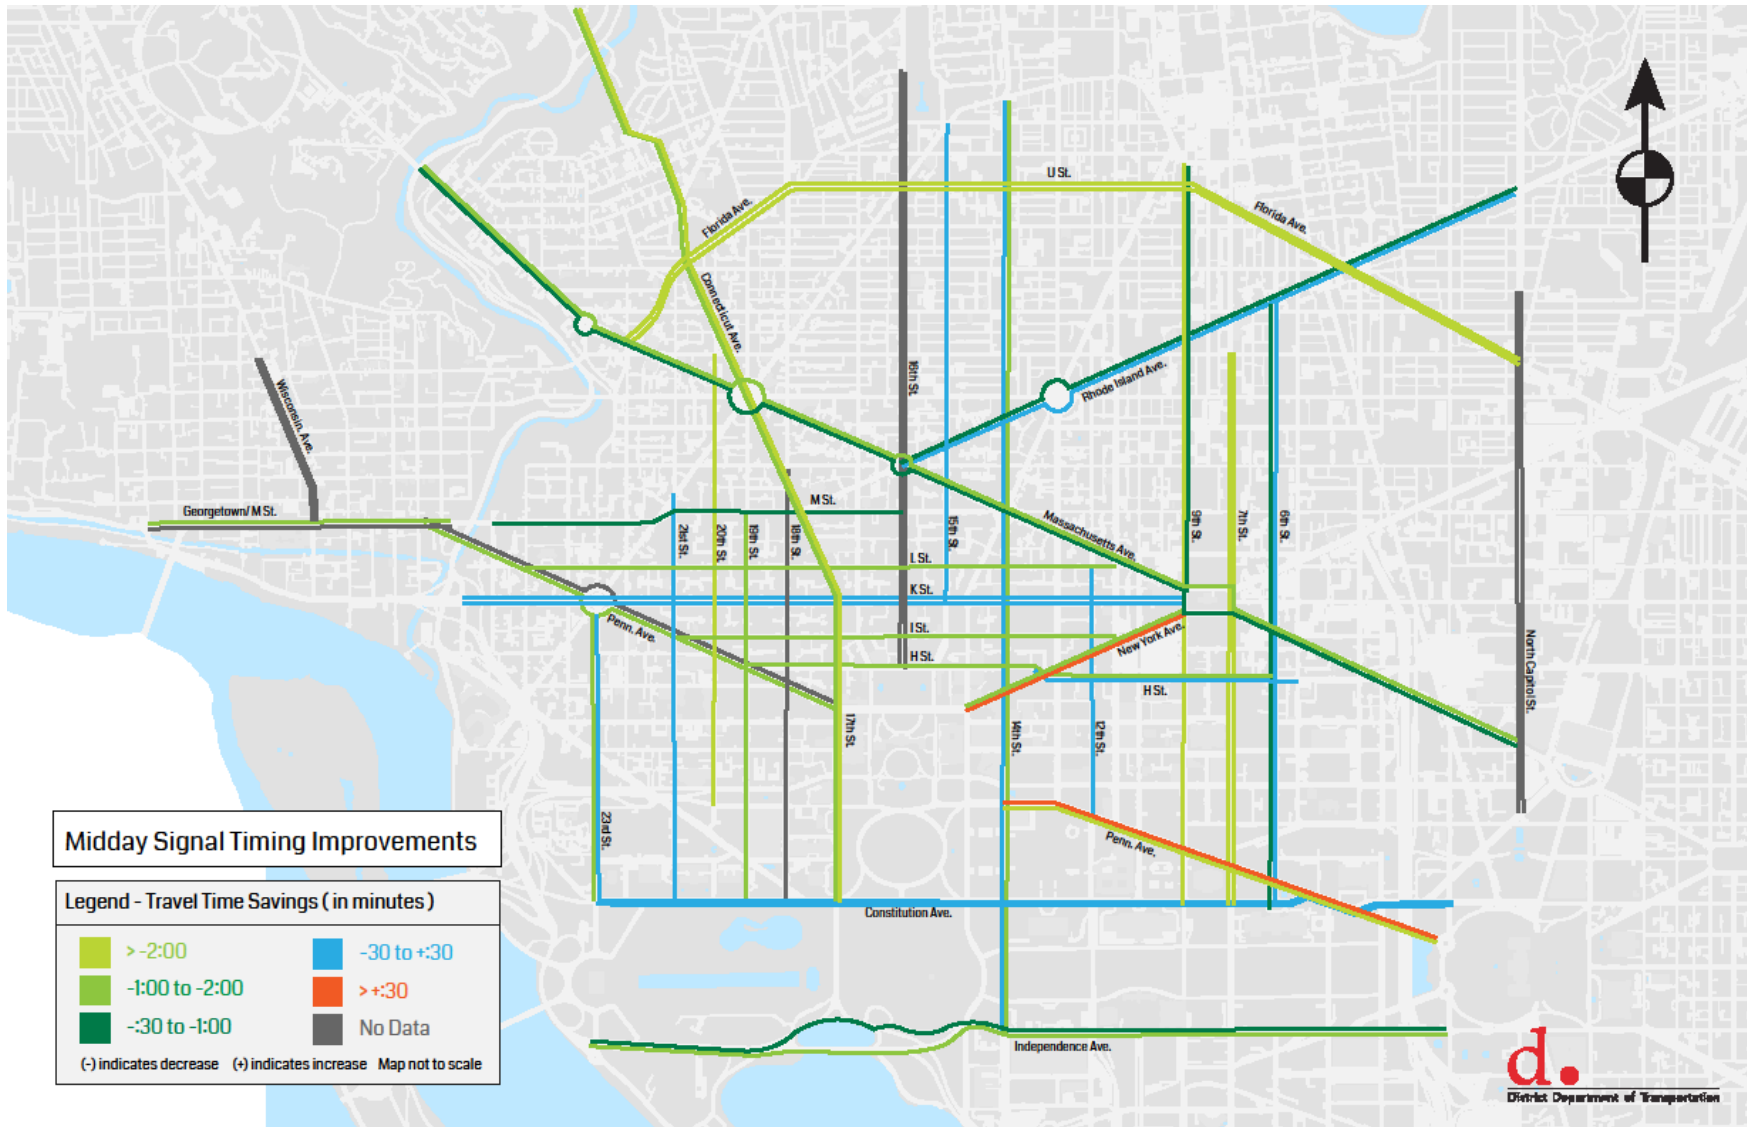 U St.
Florida Ave.
Florida Ave.
Connecticut Ave.
Rhode Island Ave.
16th St.
Wisconsin. Ave.
Georgetown/ M St.
M St.
15th St.
Massachusetts Ave.
9th St.
7th St.
6th St.
21st St.
20th St.
19th St.
18th St.
L St.
K St.
I St.
H St.
Penn. Ave.
New York Ave.
H St.
North Capitol St.
17th St.
14th St.
12th St.
23rd St.
Penn. Ave.
Constitution Ave.
Independence Ave.
Midday Signal Timing Improvements
Legend - Travel Time Savings ( in minutes )
> -2:00
-30 to +:30
-1:00 to -2:00
> +:30
-:30 to -1:00
No Data
(-) indicates decrease (+) indicates increase Map not to scale
d.
District Department of Transportation